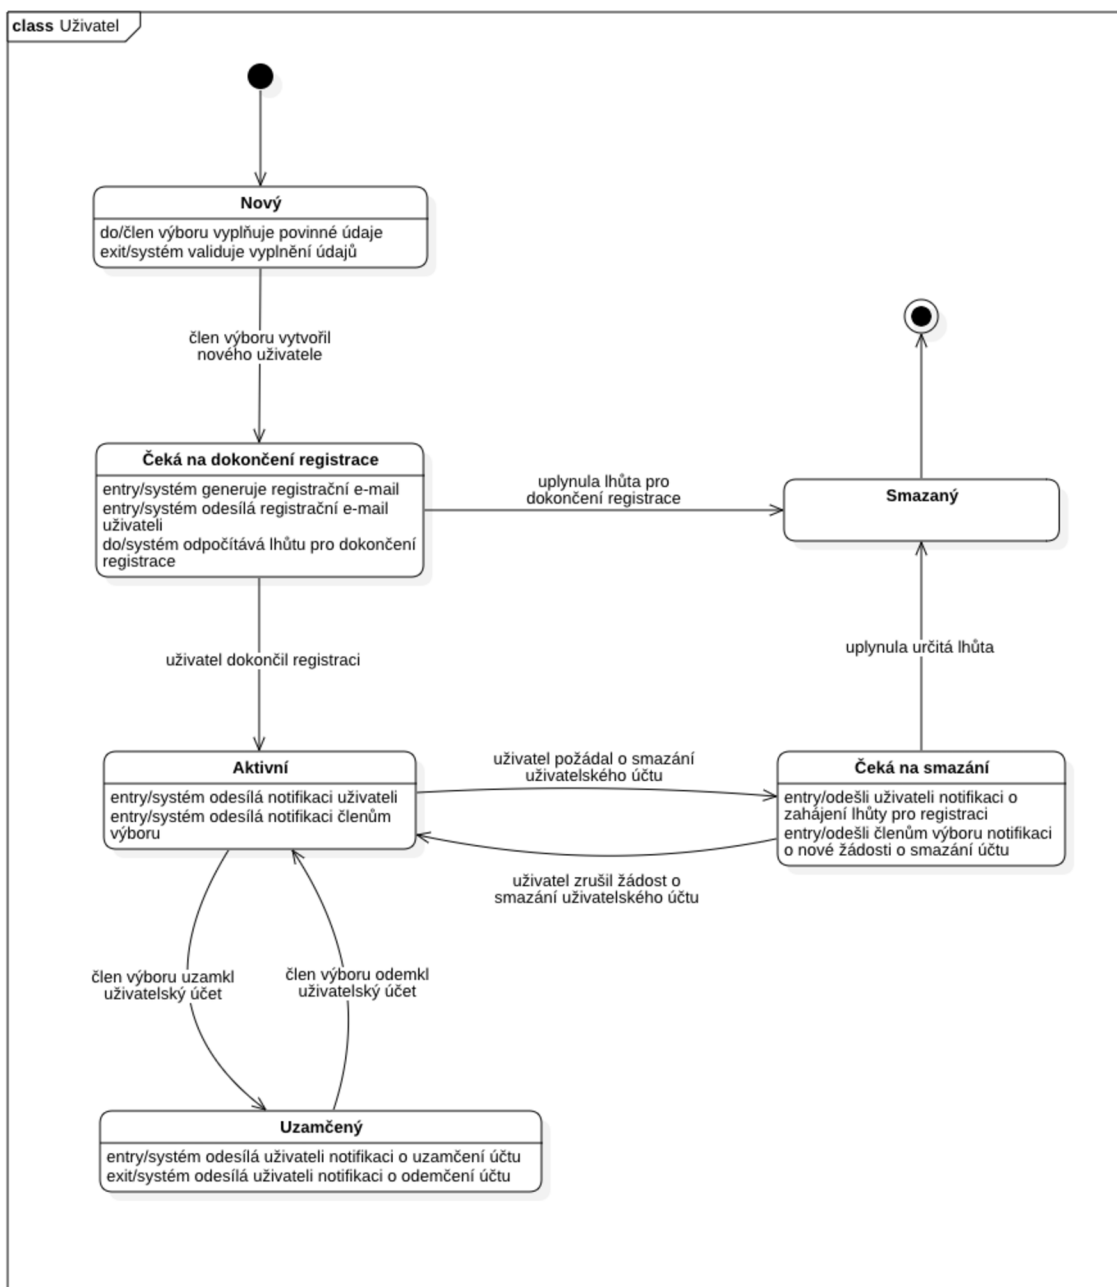 class Uživatel
Nový
do/člen výboru vyplňuje povinné údaje
exit/systém validuje vyplnění údajů
člen výboru vytvořil
nového uživatele
Čeká na dokončení registrace
entry/systém generuje registrační e-mail
entry/systém odesílá registrační e-mail
uživateli
do/systém odpočítává lhůtu pro dokončení
registrace
uplynula lhůta pro
dokončení registrace
Smazaný
uživatel dokončil registraci
uplynula určitá lhůta
Aktivní
entry/systém odesílá notifikaci uživateli
entry/systém odesílá notifikaci členům
výboru
uživatel požádal o smazání
uživatelského účtu
Čeká na smazání
entry/odešli uživateli notifikaci o
zahájení lhůty pro registraci
entry/odešli členům výboru notifikaci
o nové žádosti o smazání účtu
uživatel zrušil žádost o
smazání uživatelského účtu
člen výboru uzamkl
uživatelský účet
člen výboru odemkl
uživatelský účet
Uzamčený
entry/systém odesílá uživateli notifikaci o uzamčení účtu
exit/systém odesílá uživateli notifikaci o odemčení účtu